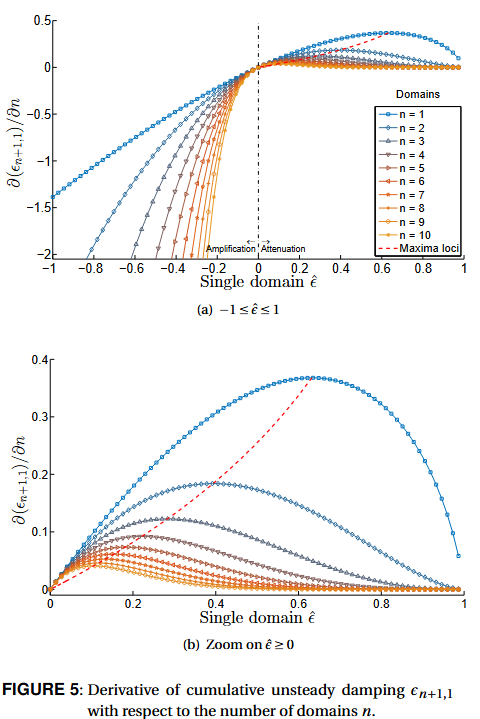 0.5
0
−0.5
−1
−1.5
−2
∂(ϵn+1,1)/∂n
Domains
n = 1
n = 2
n = 3
n = 4
n = 5
n = 6
n = 7
n = 8
n = 9
n = 10
Maxima loci
Amplification Attenuation
−1 −0.8 −0.6 −0.4 −0.2 0 0.2 0.4 0.6 0.8 1
Single domain ϵ̂
(a) −1 ≤ ϵ̂ ≤ 1
0.4
0.3
0.2
0.1
0
∂(ϵn+1,1)/∂n
0 0.2 0.4 0.6 0.8 1
Single domain ϵ̂
(b) Zoom on ϵ̂ ≥ 0
FIGURE 5: Derivative of cumulative unsteady damping ϵn+1,1
with respect to the number of domains n.